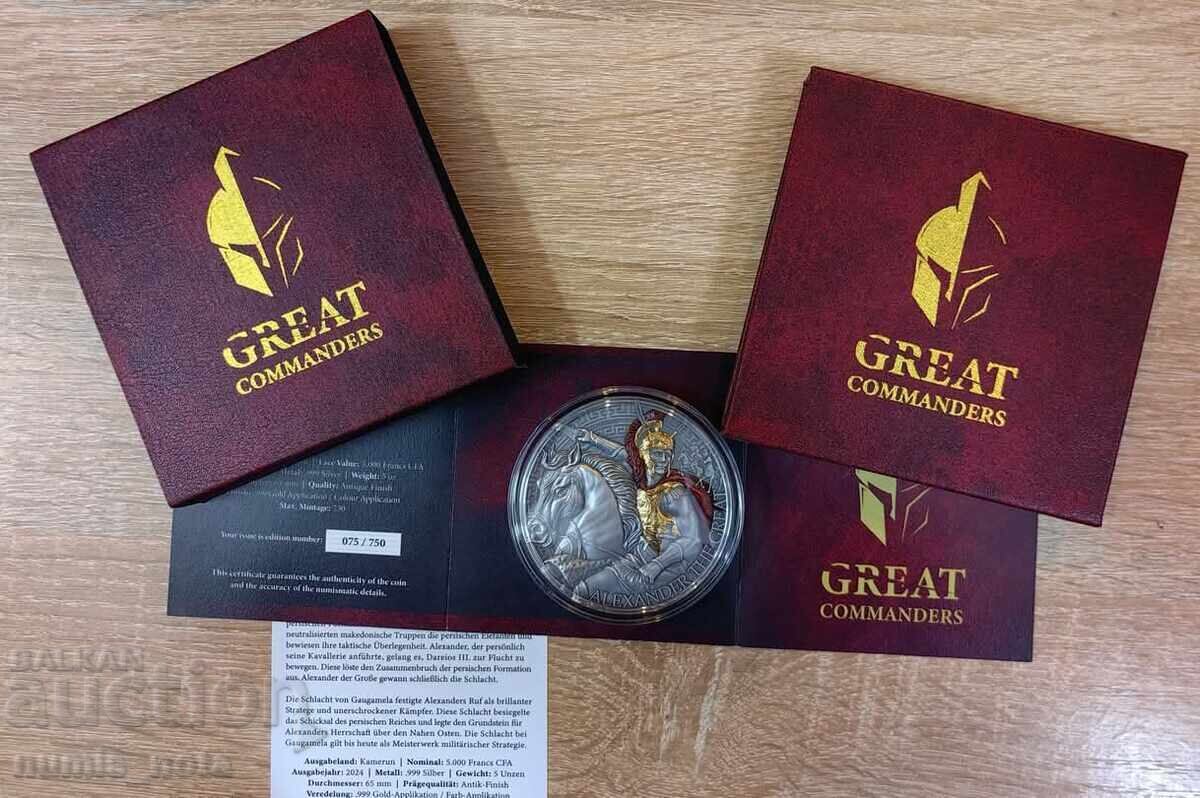 GREAT
COMMANDERS
GREAT
COMMANDERS
Face Value: 5.000 Francs CFA
.999 Silver | Weight: 5 oz
Quality: Antique Finish
Gold Application | Colour Application
Max. Mintage: 750
Your issue is edition number: 075 / 750
This certificate guarantees the authenticity of the coin
and the accuracy of the numismatic details.
ALEXANDER THE GREAT
GREAT
COMMANDERS
neutralisierten makedonische Truppen die persischen Elefanten und
bewiesen ihre taktische Überlegenheit. Alexander, der persönlich
seine Kavallerie anführte, gelang es, Dareios III. zur Flucht zu
bewegen. Diese löste den Zusammenbruch der persischen Formation
aus. Alexander der Große gewann schließlich die Schlacht.
Die Schlacht von Gaugamela festigte Alexanders Ruf als brillanter
Stratege und unerschrockener Kämpfer. Diese Schlacht besiegelte
das Schicksal des persischen Reiches und legte den Grundstein für
Alexanders Herrschaft über den Nahen Osten. Die Schlacht bei
Gaugamela gilt bis heute als Meisterwerk militärischer Strategie.
Ausgabeland: Kamerun | Nominal: 5.000 Francs CFA
Ausgabejahr: 2024 | Metall: .999 Silber | Gewicht: 5 Unzen
Durchmesser: 65 mm | Prägequalität: Antik-Finish
Veredelung: .999 Gold-Applikation / Farb-Applikation
BALKAN
auction
numis_notz